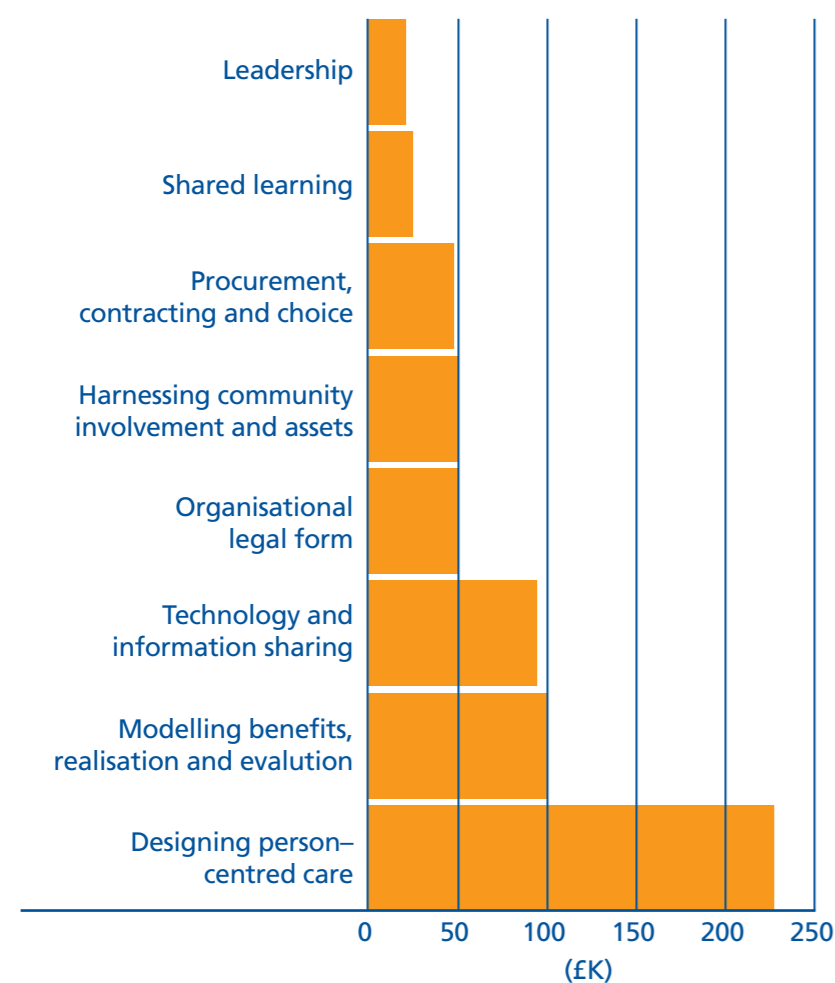 Leadership
Shared learning
Procurement,
contracting and choice
Harnessing community
involvement and assets
Organisational
legal form
Technology and
information sharing
Modelling benefits,
realisation and evalution
Designing person–
centred care
0 50 100 150 200 250
(£K)